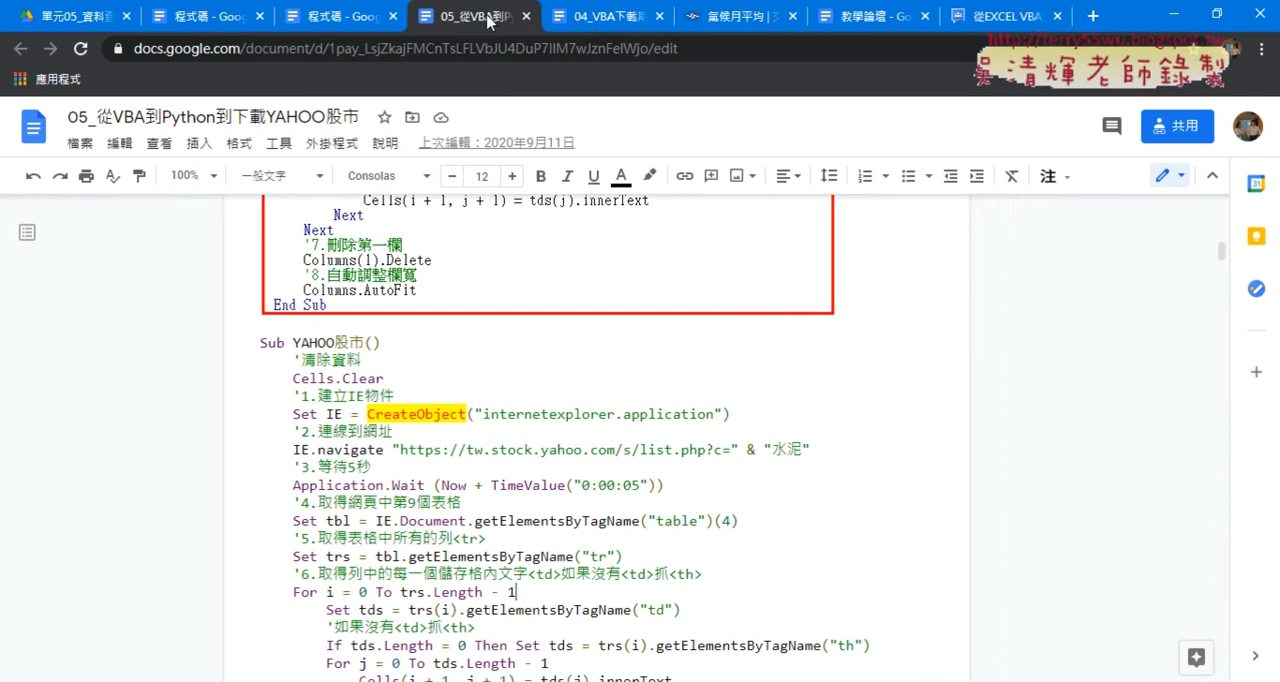 單元05_資料
程式碼 - Goo
程式碼 - Goo
05_從VBA到P
04_VBA下載
氣候月平均 |
教學論壇 - Go
從EXCEL VBA
docs.google.com/document/d/1pay_LsjZkajFMCnTsLFLVbJU4DuP7IIM7wJznFelWjo/edit
http://terry55wu.blogspot.tw
吳清輝老師錄製
應用程式
05_從VBA到Python到下載YAHOO股市
檔案 編輯 查看 插入 格式 工具 外掛程式 說明 上次編輯：2020年9月11日
共用
100% 一般文字 Consolas 12 B I U A 注
31
Cells(i + 1, j + 1) = tds(j).innerText
Next
Next
'7.刪除第一欄
Columns(1).Delete
'8.自動調整欄寬
Columns.AutoFit
End Sub
Sub YAHOO股市()
'清除資料
Cells.Clear
'1.建立IE物件
Set IE = CreateObject("internetexplorer.application")
'2.連線到網址
IE.navigate "https://tw.stock.yahoo.com/s/list.php?c=" & "水泥"
'3.等待5秒
Application.Wait (Now + TimeValue("0:00:05"))
'4.取得網頁中第9個表格
Set tbl = IE.Document.getElementsByTagName("table")(4)
'5.取得表格中所有的列<tr>
Set trs = tbl.getElementsByTagName("tr")
'6.取得列中的每一個儲存格內文字<td>如果沒有<td>抓<th>
For i = 0 To trs.Length - 1
Set tds = trs(i).getElementsByTagName("td")
'如果沒有<td>抓<th>
If tds.Length = 0 Then Set tds = trs(i).getElementsByTagName("th")
For j = 0 To tds.Length - 1
Cells(i + 1, j + 1) = tds(j).innerText